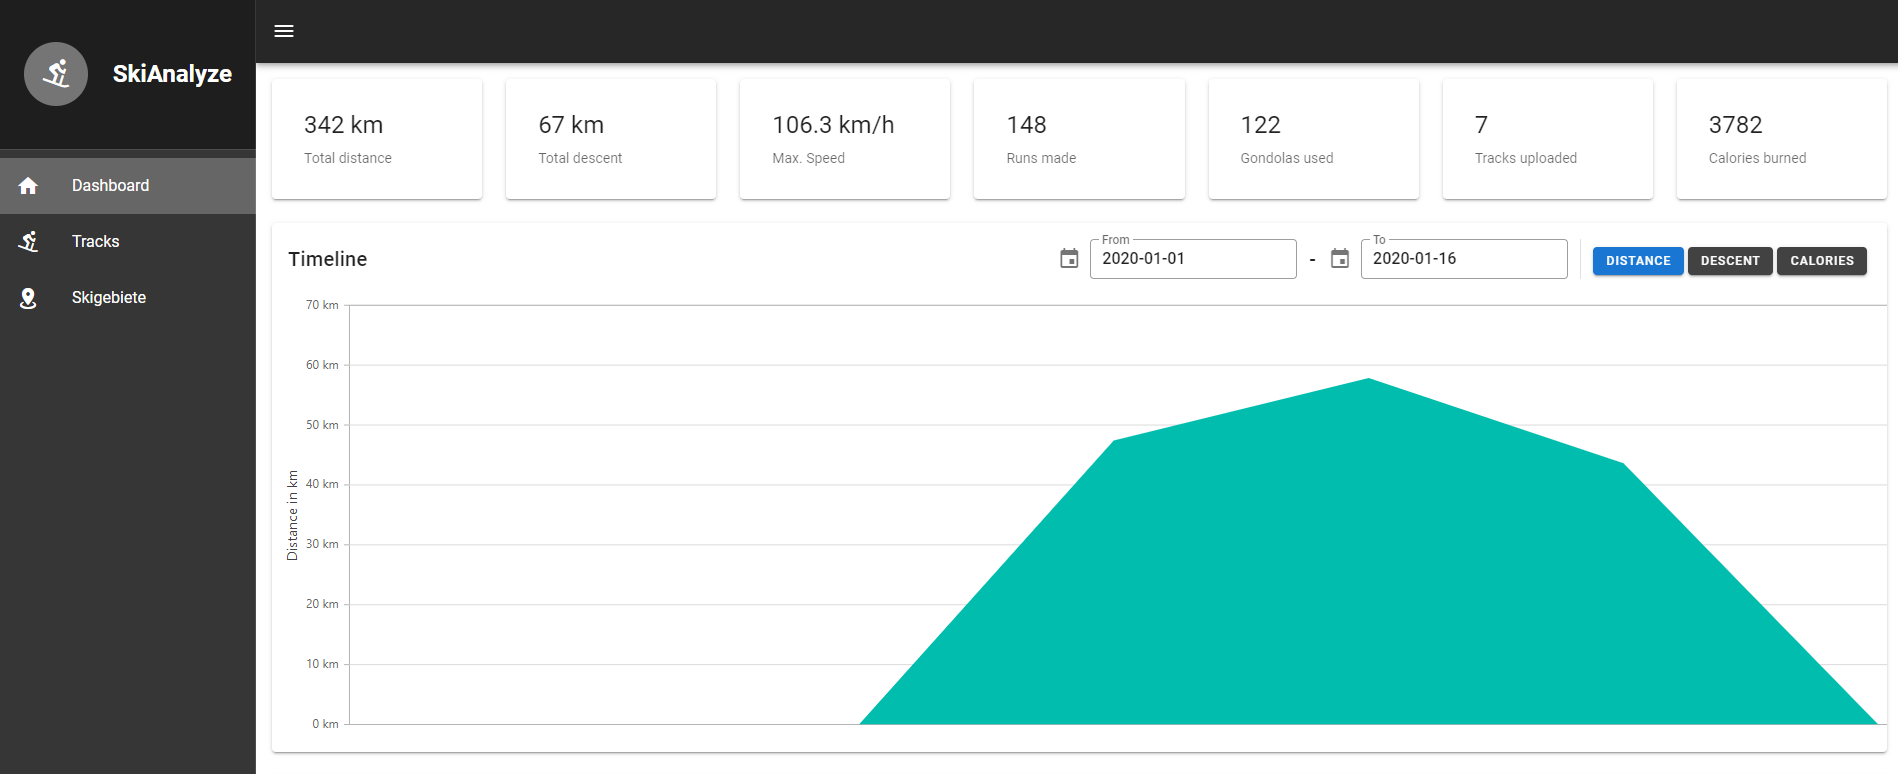 SkiAnalyze
Dashboard
Tracks
Skigebiete
342 km
Total distance
67 km
Total descent
106.3 km/h
Max. Speed
148
Runs made
122
Gondolas used
7
Tracks uploaded
3782
Calories burned
Timeline
From
2020-01-01
-
To
2020-01-16
DISTANCE
DESCENT
CALORIES
Distance in km
70 km
60 km
50 km
40 km
30 km
20 km
10 km
0 km